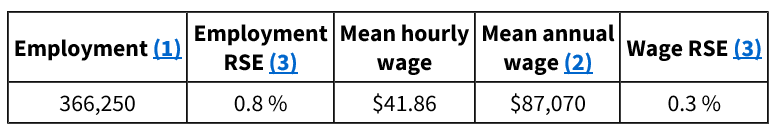 Employment (1) Employment RSE (3) Mean hourly wage Mean annual wage (2) Wage RSE (3)
366,250 0.8 % $41.86 $87,070 0.3 %